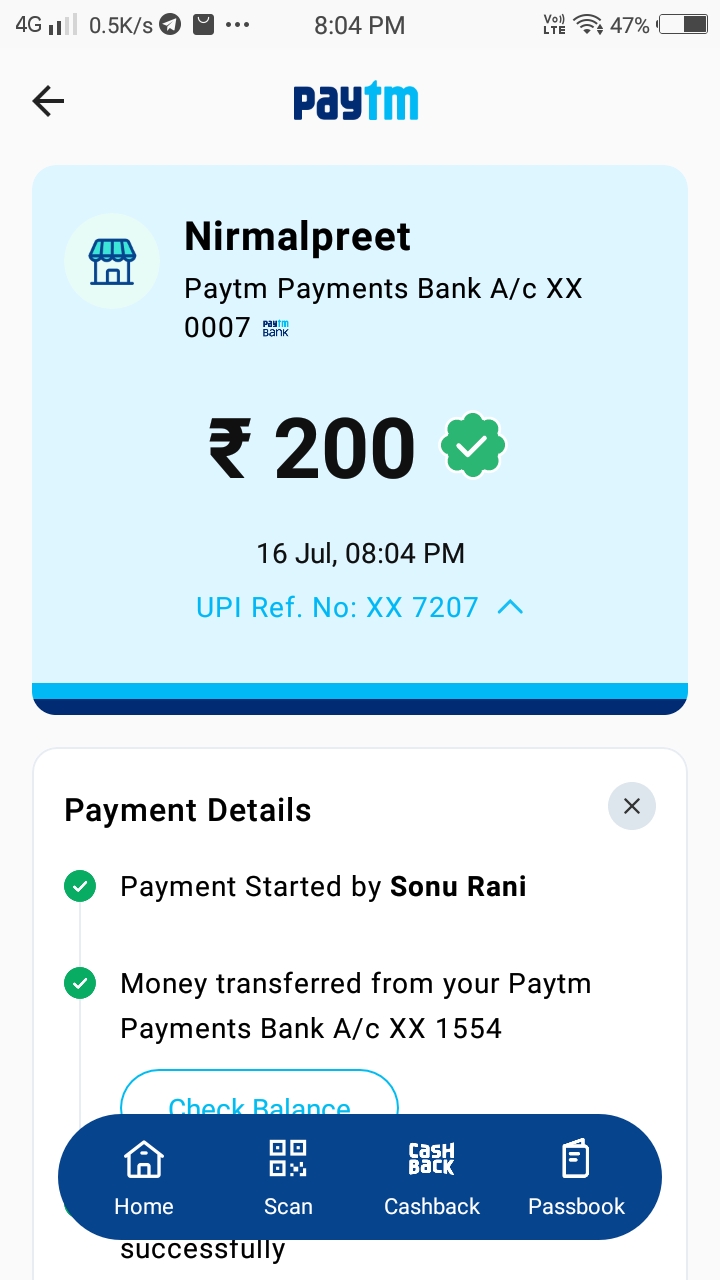 4G 0.5K/s 8:04 PM Vo)) LTE 47%
paytm
Nirmalpreet
Paytm Payments Bank A/c XX
0007 paytm BANK
₹ 200
16 Jul, 08:04 PM
UPI Ref. No: XX 7207
Payment Details
Payment Started by Sonu Rani
Money transferred from your Paytm
Payments Bank A/c XX 1554
Check Balance
CASH BACK
Home Scan Cashback Passbook
successfully